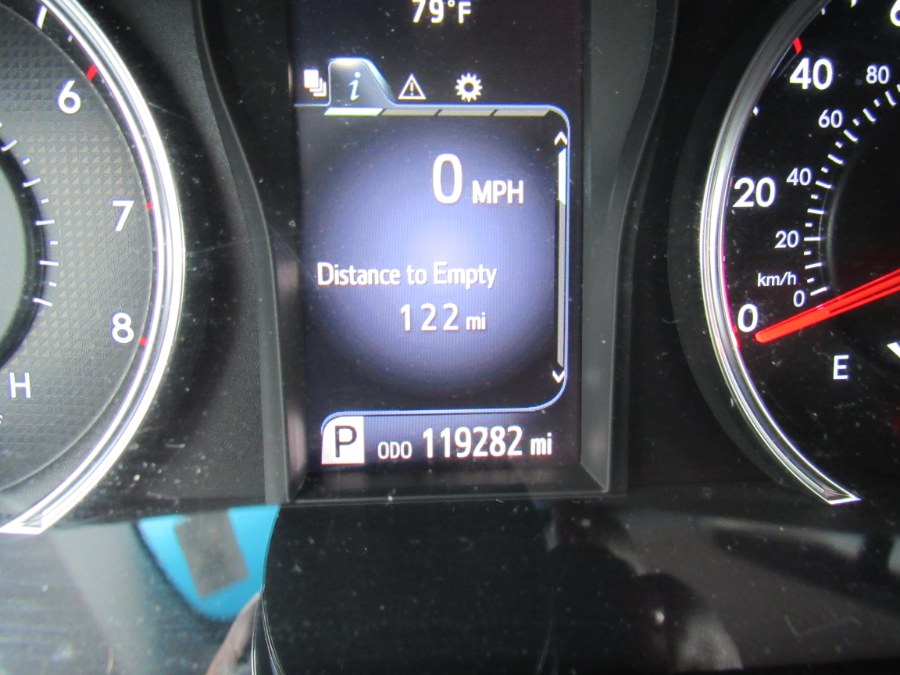 79°F
i
0 MPH
Distance to Empty
122 mi
P ODO 119282 mi
6
7
8
H
40
20
0
80
60
40
20
km/h
0
E